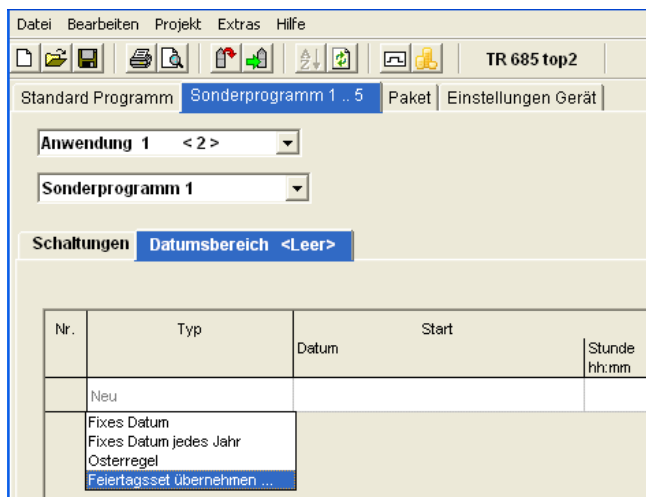 Datei Bearbeiten Projekt Extras Hilfe
TR 685 top2
Standard Programm Sonderprogramm 1 .. 5 Paket Einstellungen Gerät
Anwendung 1 < 2 >
Sonderprogramm 1
Schaltungen Datumsbereich <Leer>
Nr. Typ Start
Datum Stunde
hh:mm
Neu
Fixes Datum
Fixes Datum jedes Jahr
Osterregel
Feiertagsset übernehmen ...